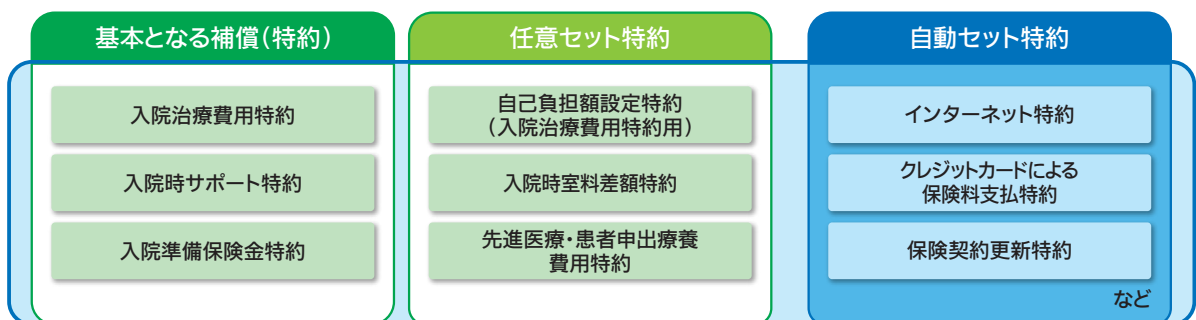 基本となる補償(特約)
入院治療費用特約
入院時サポート特約
入院準備保険金特約
任意セット特約
自己負担額設定特約
(入院治療費用特約用)
入院時室料差額特約
先進医療・患者申出療養
費用特約
自動セット特約
インターネット特約
クレジットカードによる
保険料支払特約
保険契約更新特約
など